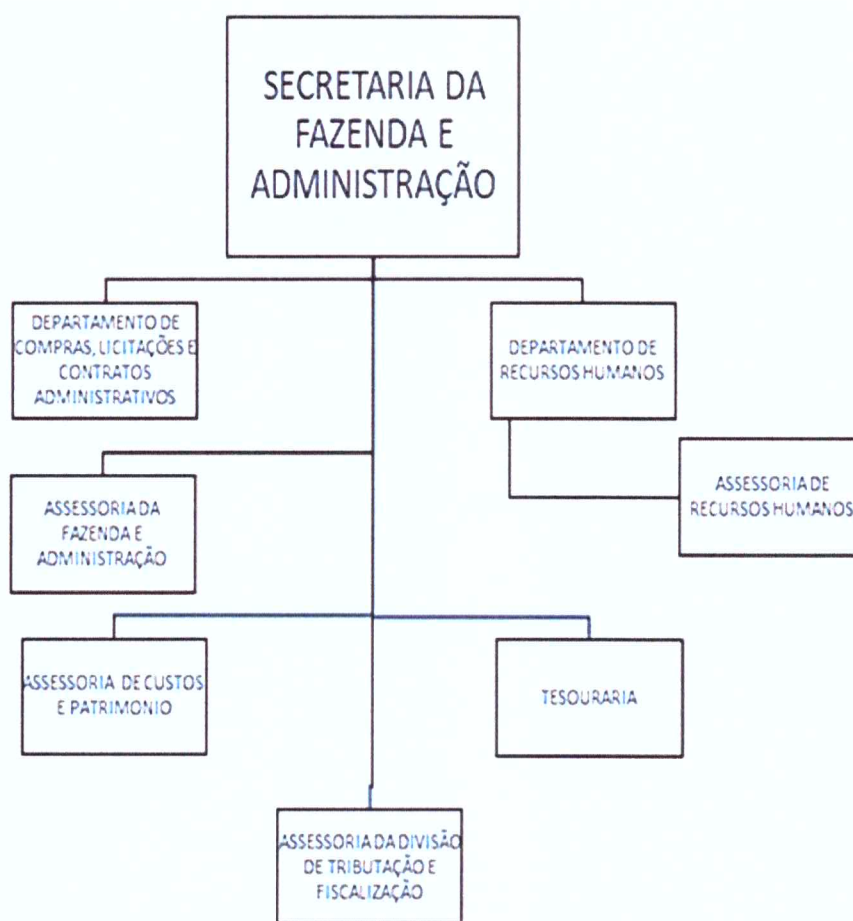 SECRETARIA DA
FAZENDA E
ADMINISTRAÇÃO
DEPARTAMENTO DE
COMPRAS, LICITAÇÕES E
CONTRATOS
ADMINISTRATIVOS
DEPARTAMENTO DE
RECURSOS HUMANOS
ASSESSORIA DE
RECURSOS HUMANOS
ASSESSORIA DA
FAZENDA E
ADMINISTRAÇÃO
ASSESSORIA DE CUSTOS
E PATRIMONIO
TESOURARIA
ASSESSORIA DA DIVISÃO
DE TRIBUTAÇÃO E
FISCALIZAÇÃO